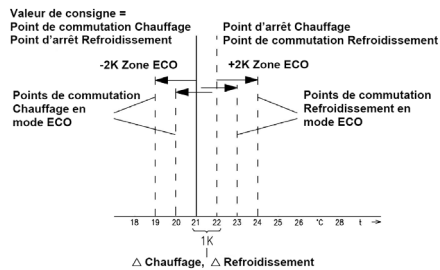 Valeur de consigne =
Point de commutation Chauffage
Point d'arrêt Refroidissement
Point d'arrêt Chauffage
Point de commutation Refroidissement
-2K Zone ECO
+2K Zone ECO
Points de commutation
Chauffage en
mode ECO
Points de commutation
Refroidissement en
mode ECO
18 19 20 21 22 23 24 25 26 °C 28 t
1K
△ Chauffage, △ Refroidissement